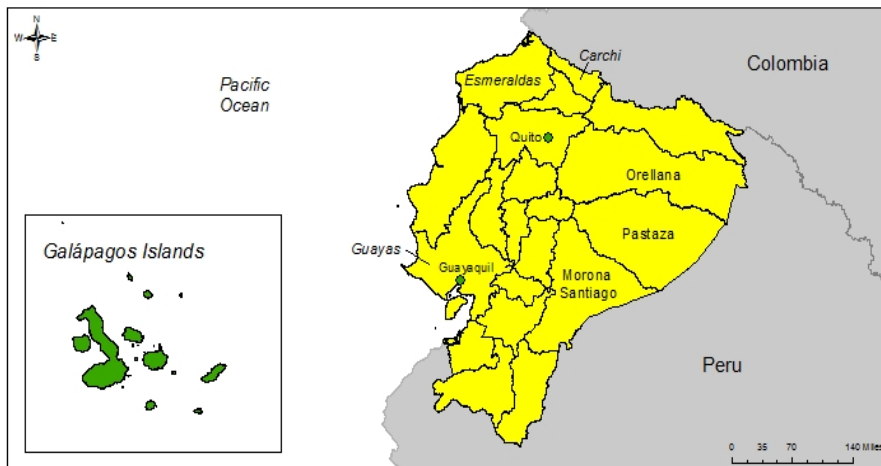 N
W E
S
Pacific
Ocean
Esmeraldas
Carchi
Colombia
Quito
Orellana
Pastaza
Galápagos Islands
Guayas
Guayaquil
Morona
Santiago
Peru
0 35 70 140 Miles